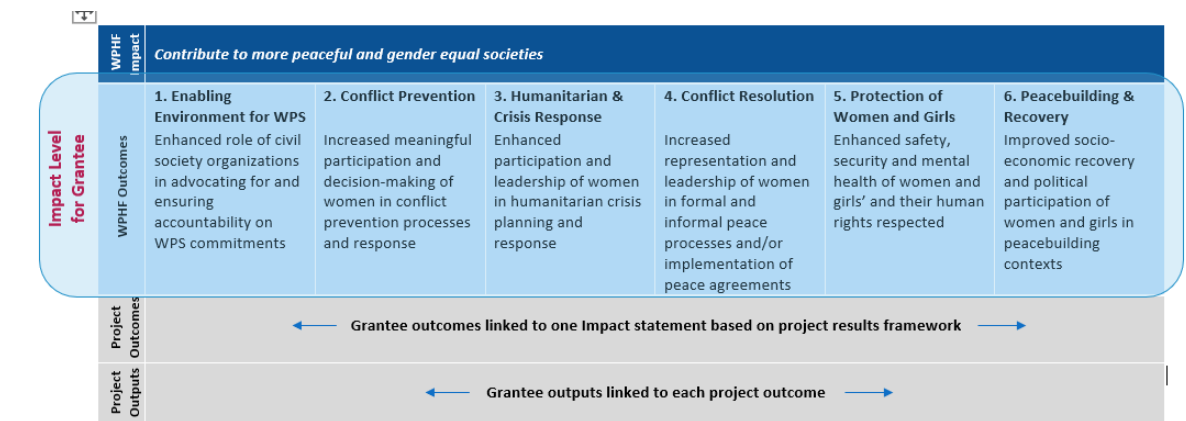 WPHF
Impact
Contribute to more peaceful and gender equal societies
Impact Level
for Grantee
WPHF Outcomes
1. Enabling
Environment for WPS
Enhanced role of civil
society organizations
in advocating for and
ensuring
accountability on
WPS commitments
2. Conflict Prevention
Increased meaningful
participation and
decision-making of
women in conflict
prevention processes
and response
3. Humanitarian &
Crisis Response
Enhanced
participation and
leadership of women
in humanitarian crisis
planning and
response
4. Conflict Resolution
Increased
representation and
leadership of women
in formal and
informal peace
processes and/or
implementation of
peace agreements
5. Protection of
Women and Girls
Enhanced safety,
security and mental
health of women and
girls’ and their human
rights respected
6. Peacebuilding &
Recovery
Improved socio-
economic recovery
and political
participation of
women and girls in
peacebuilding
contexts
Project
Outcomes
Grantee outcomes linked to one Impact statement based on project results framework
Project
Outputs
Grantee outputs linked to each project outcome